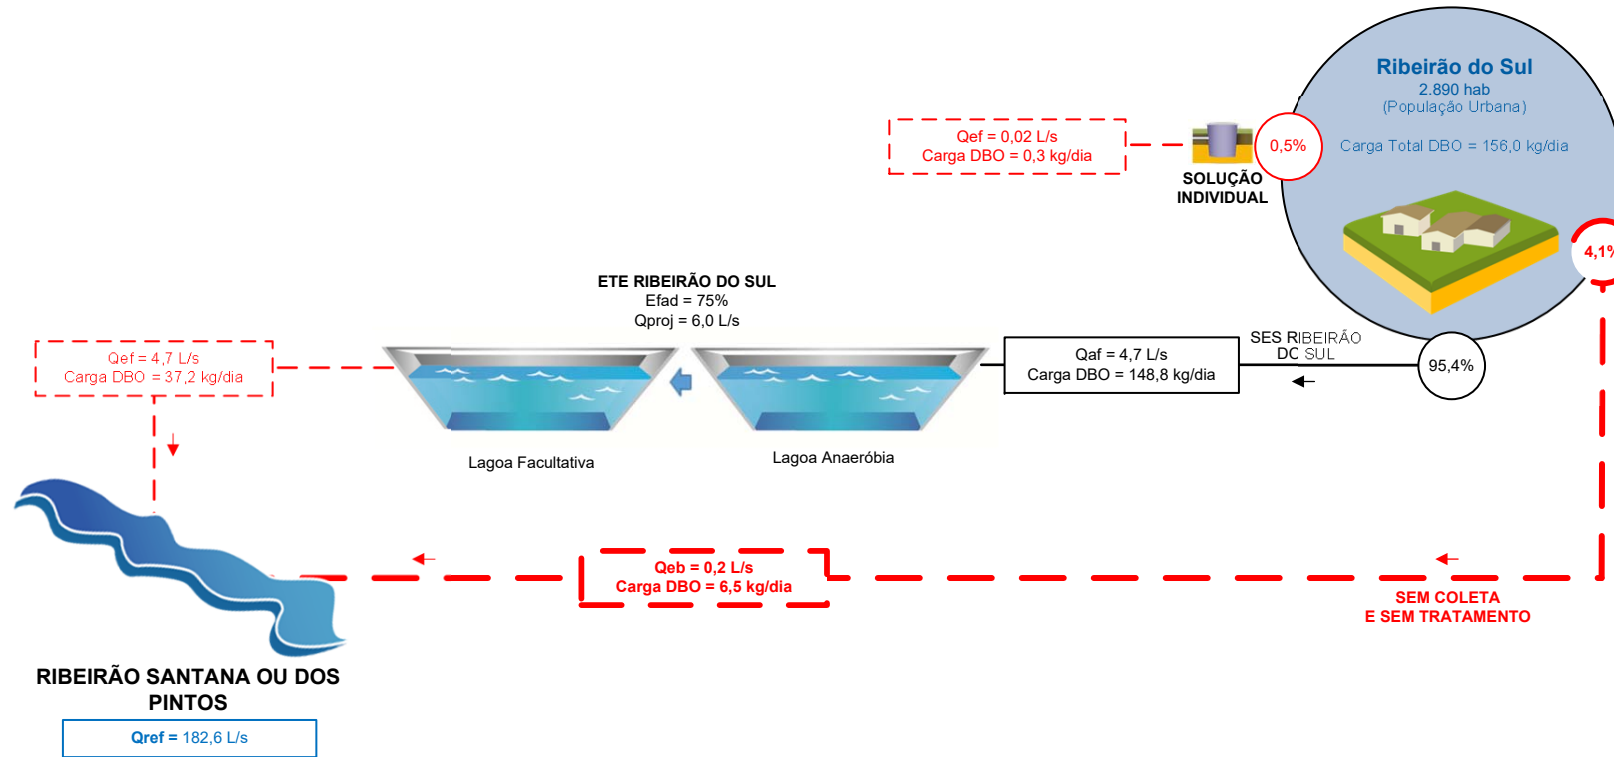 Ribeirão do Sul
2.890 hab
(População Urbana)
Carga Total DBO = 156,0 kg/dia
Qef = 0,02 L/s
Carga DBO = 0,3 kg/dia
0,5%
SOLUÇÃO
INDIVIDUAL
4,1%
ETE RIBEIRÃO DO SUL
Efad = 75%
Qproj = 6,0 L/s
Qef = 4,7 L/s
Carga DBO = 37,2 kg/dia
Qaf = 4,7 L/s
Carga DBO = 148,8 kg/dia
SES RIBEIRÃO
DO SUL
95,4%
Lagoa Facultativa
Lagoa Anaeróbia
Qeb = 0,2 L/s
Carga DBO = 6,5 kg/dia
SEM COLETA
E SEM TRATAMENTO
RIBEIRÃO SANTANA OU DOS
PINTOS
Qref = 182,6 L/s